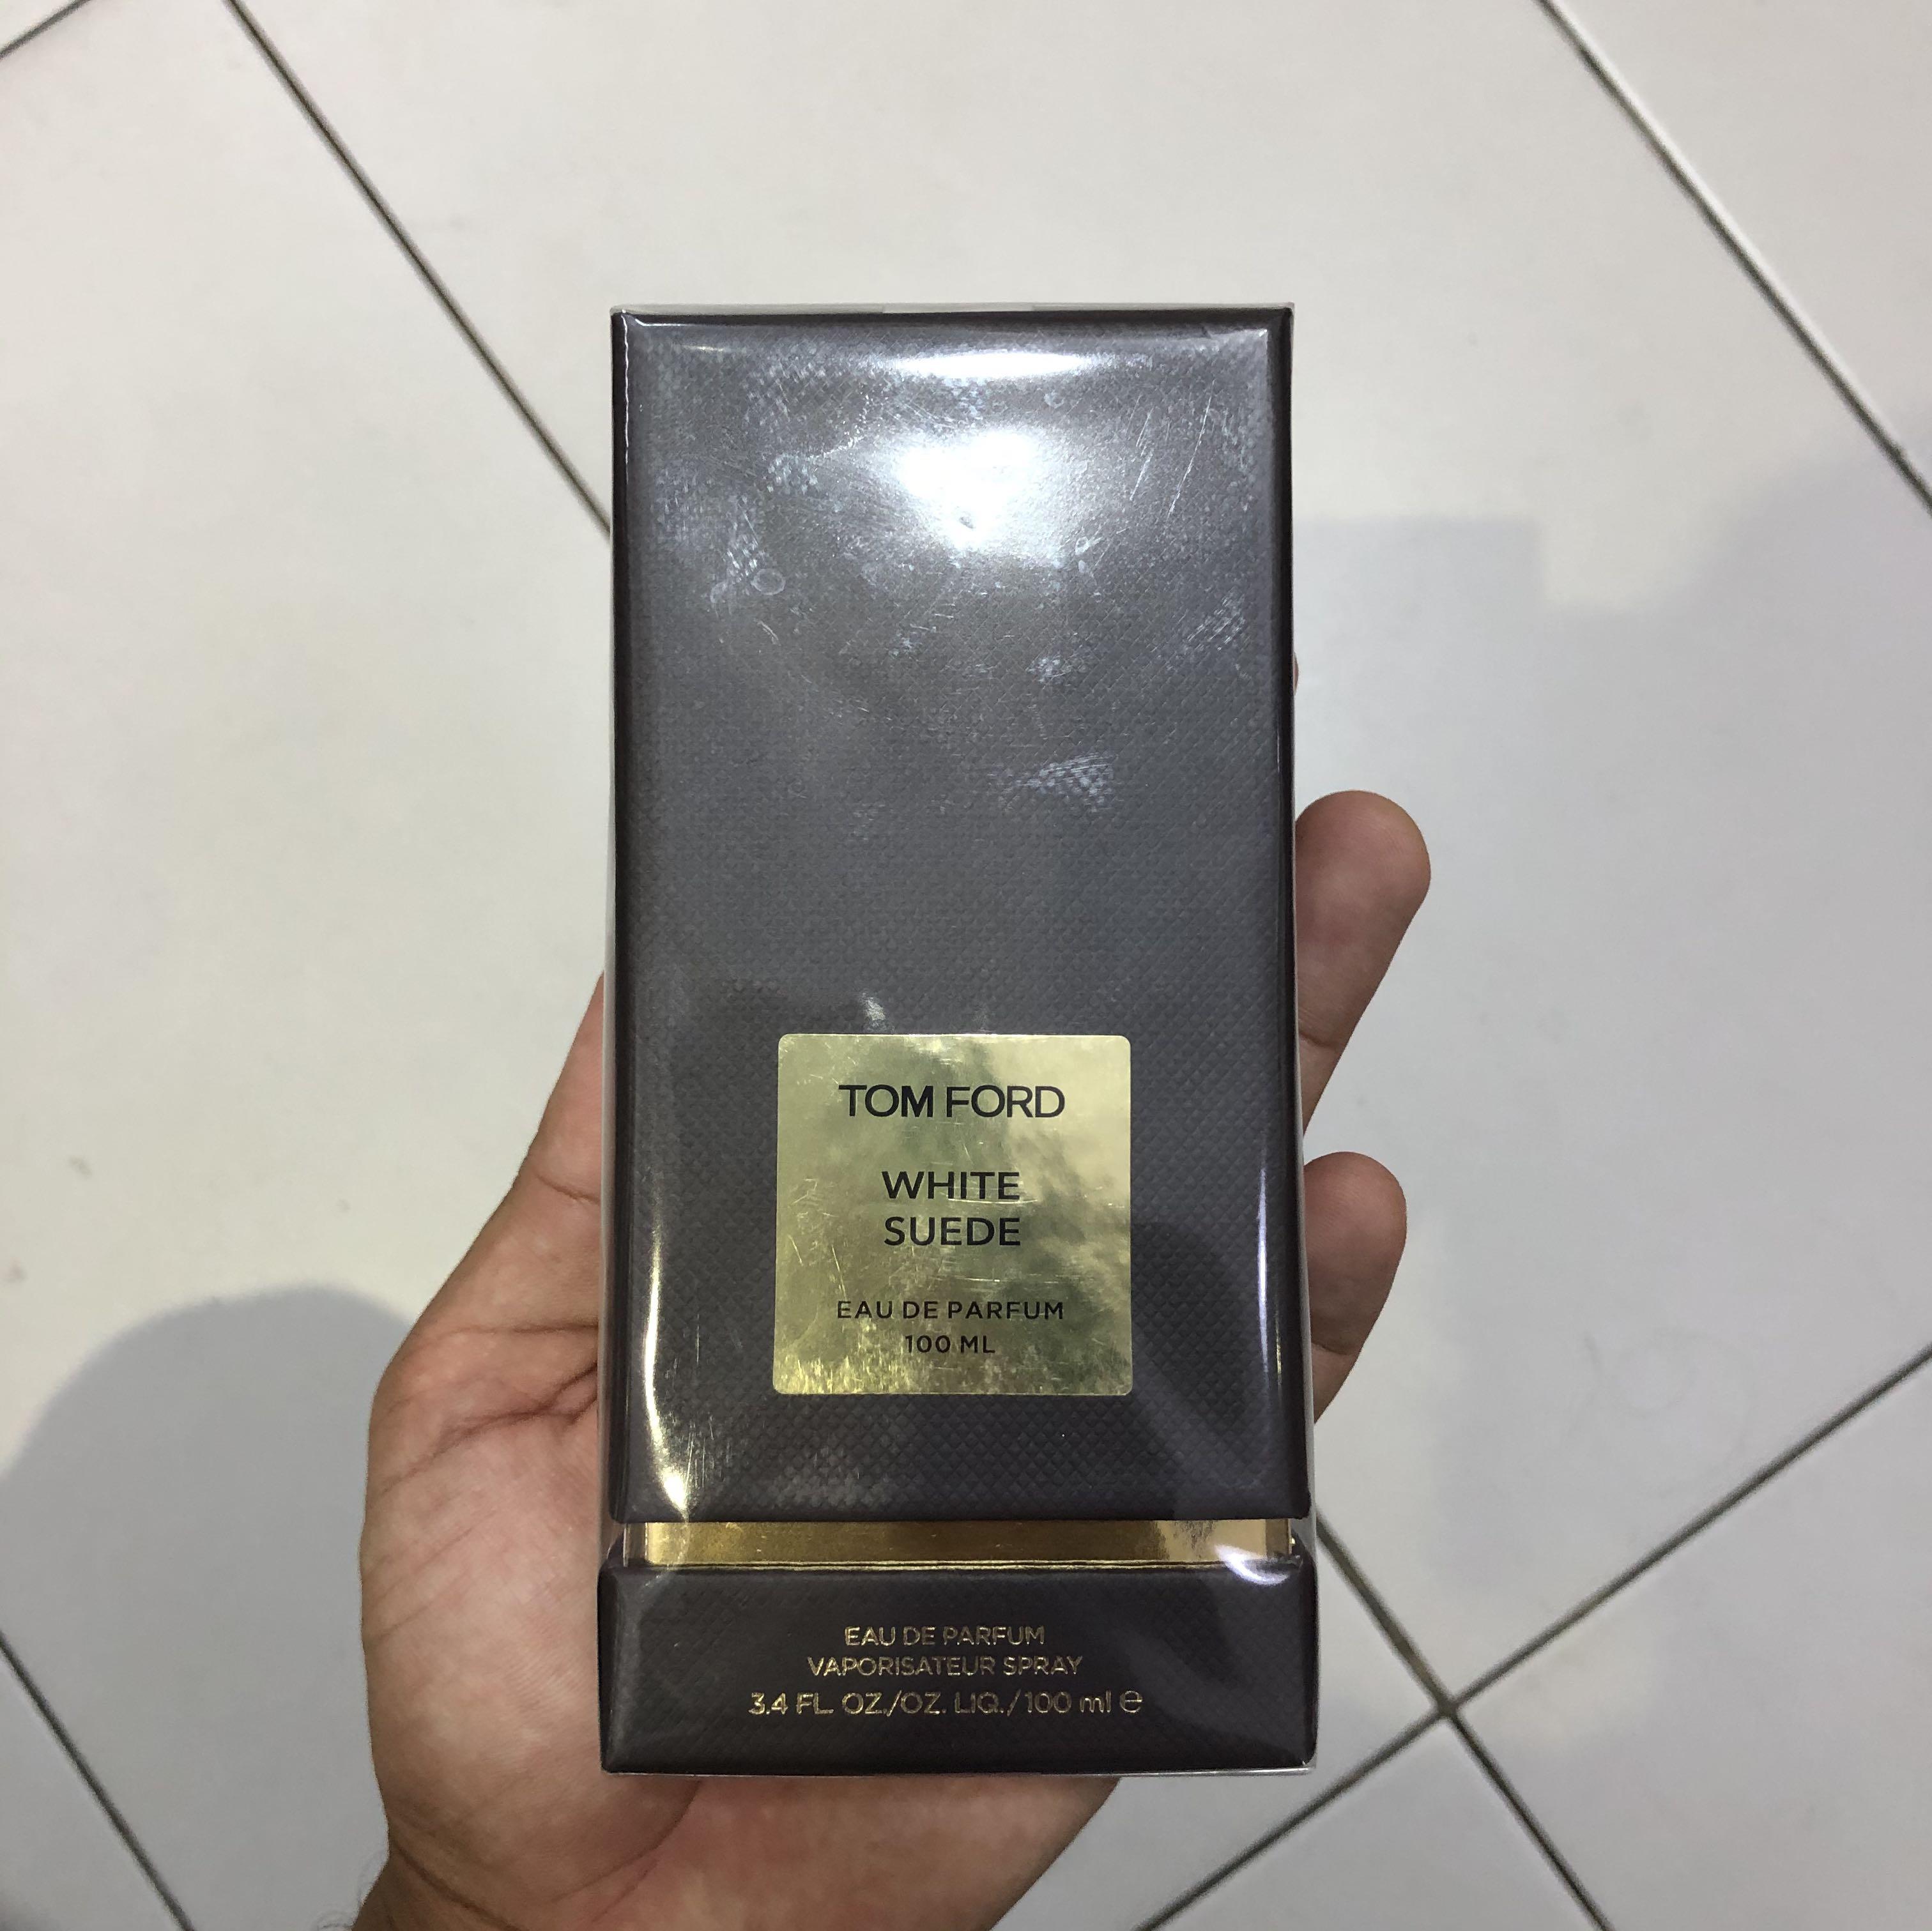 TOM FORD
WHITE
SUEDE
EAU DE PARFUM
100 ML
EAU DE PARFUM
VAPORISATEUR SPRAY
3.4 FL. OZ./OZ. LIQ./100 ml ℮